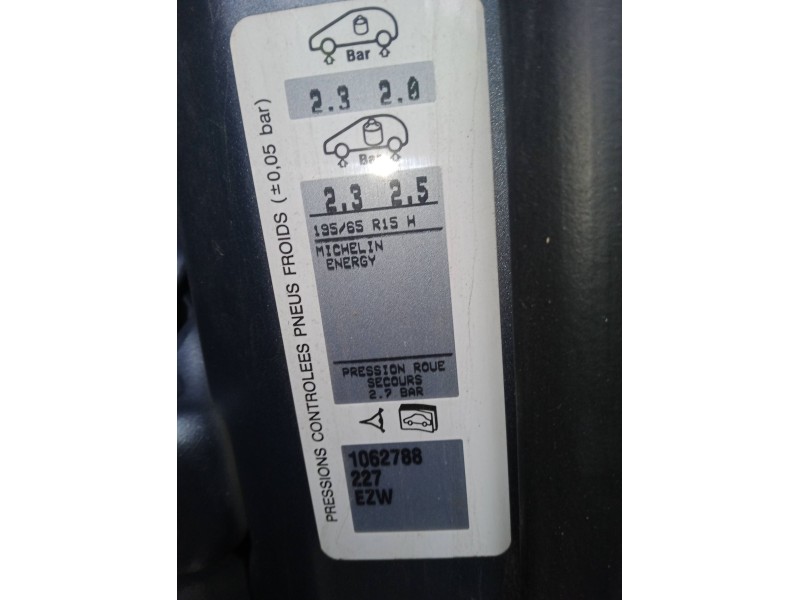 Bar
2.3 2.0
Bar
2.3 2.5
195/65 R15 H
MICHELIN
ENERGY
PRESSION ROUE
SECOURS
2.7 BAR
1062788
227
EZW
PRESSIONS CONTROLEES PNEUS FROIDS (±0,05 bar)